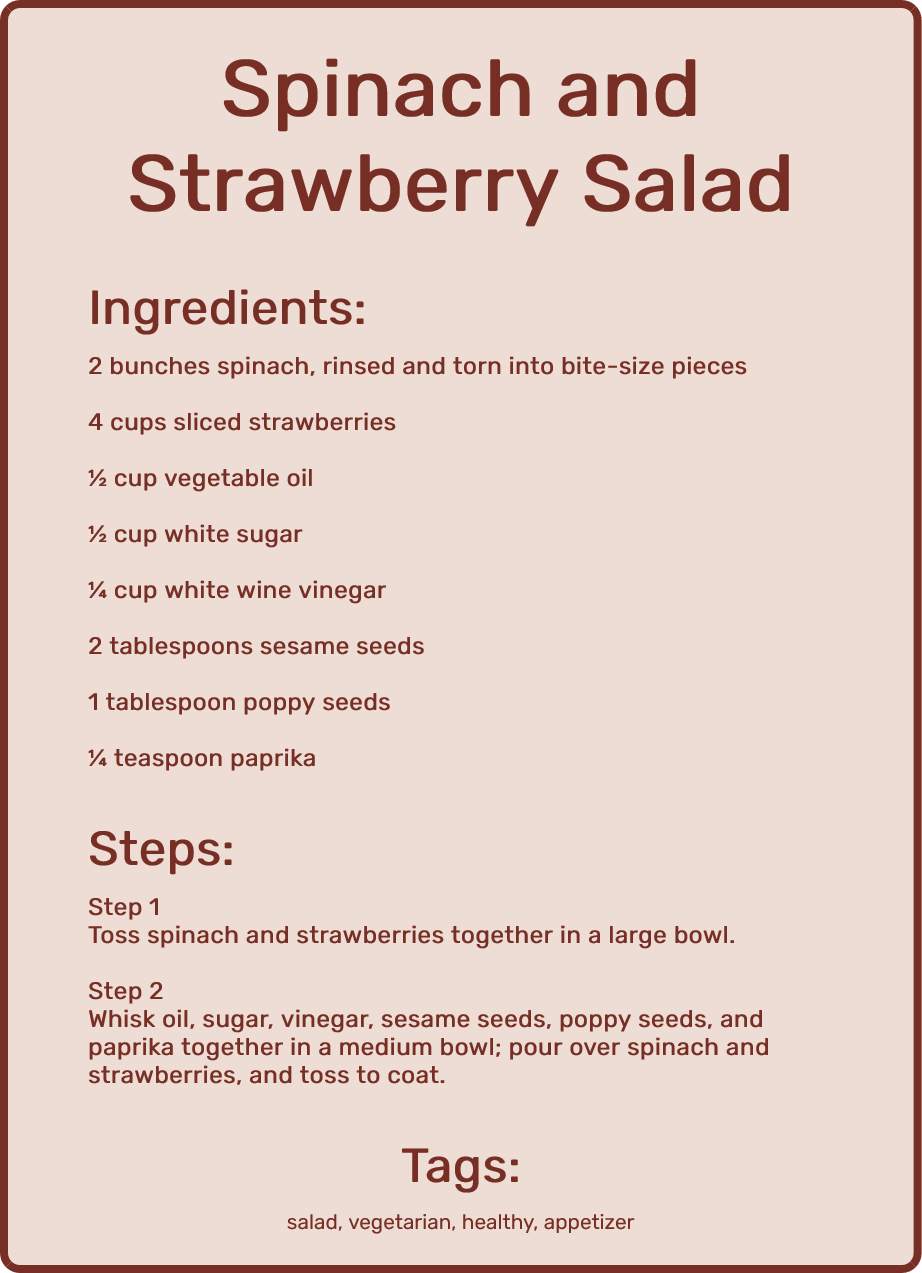 Spinach and
Strawberry Salad
Ingredients:
2 bunches spinach, rinsed and torn into bite-size pieces
4 cups sliced strawberries
½ cup vegetable oil
½ cup white sugar
¼ cup white wine vinegar
2 tablespoons sesame seeds
1 tablespoon poppy seeds
¼ teaspoon paprika
Steps:
Step 1
Toss spinach and strawberries together in a large bowl.
Step 2
Whisk oil, sugar, vinegar, sesame seeds, poppy seeds, and
paprika together in a medium bowl; pour over spinach and
strawberries, and toss to coat.
Tags:
salad, vegetarian, healthy, appetizer